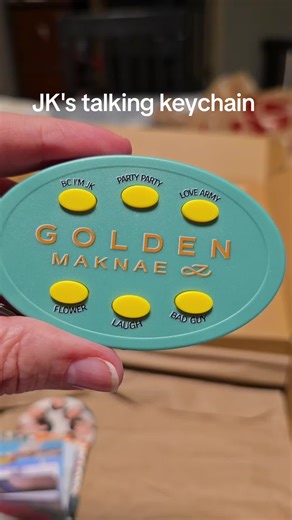 JK's talking keychain
BC I'M JK
PARTY PARTY
LOVE ARMY
GOLDEN
MAKNAE
FLOWER
LAUGH
BAD GUY